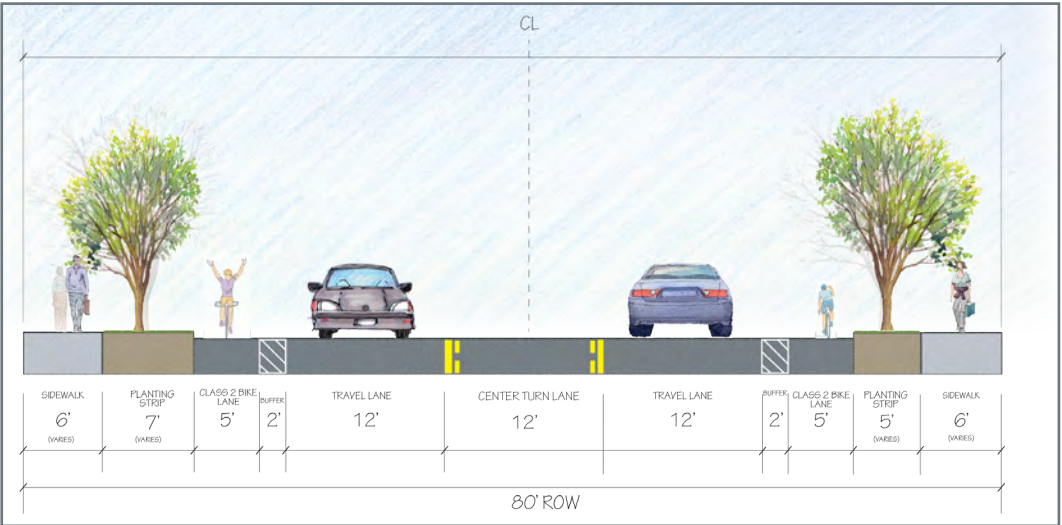 CL
SIDEWALK
6'
(VARIES)
PLANTING
STRIP
7'
(VARIES)
CLASS 2 BIKE
LANE
5'
BUFFER
2'
TRAVEL LANE
12'
CENTER TURN LANE
12'
TRAVEL LANE
12'
BUFFER
2'
CLASS 2 BIKE
LANE
5'
PLANTING
STRIP
5'
(VARIES)
SIDEWALK
6'
(VARIES)
80' ROW